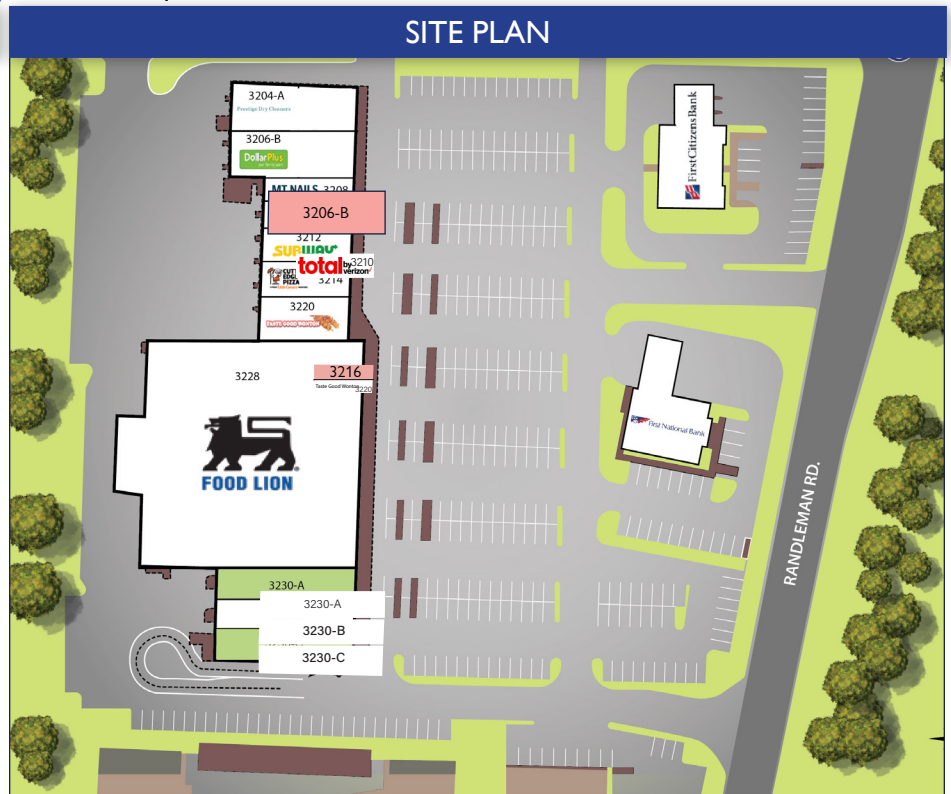 SITE PLAN
3204-A
Prestige Dry Cleaners
3206-B
DollarPlus
MT NAILS 3208
3206-B
3212
SUBWAY
total by verizon 3210
CUTTING EDGE PIZZA
3214
3220
TASTE GOOD WONTON
3228
3216
Taste Good Wonton
3220
FOOD LION
3230-A
3230-A
3230-B
3230-C
First Citizens Bank
First National Bank
RANDLEMAN RD.